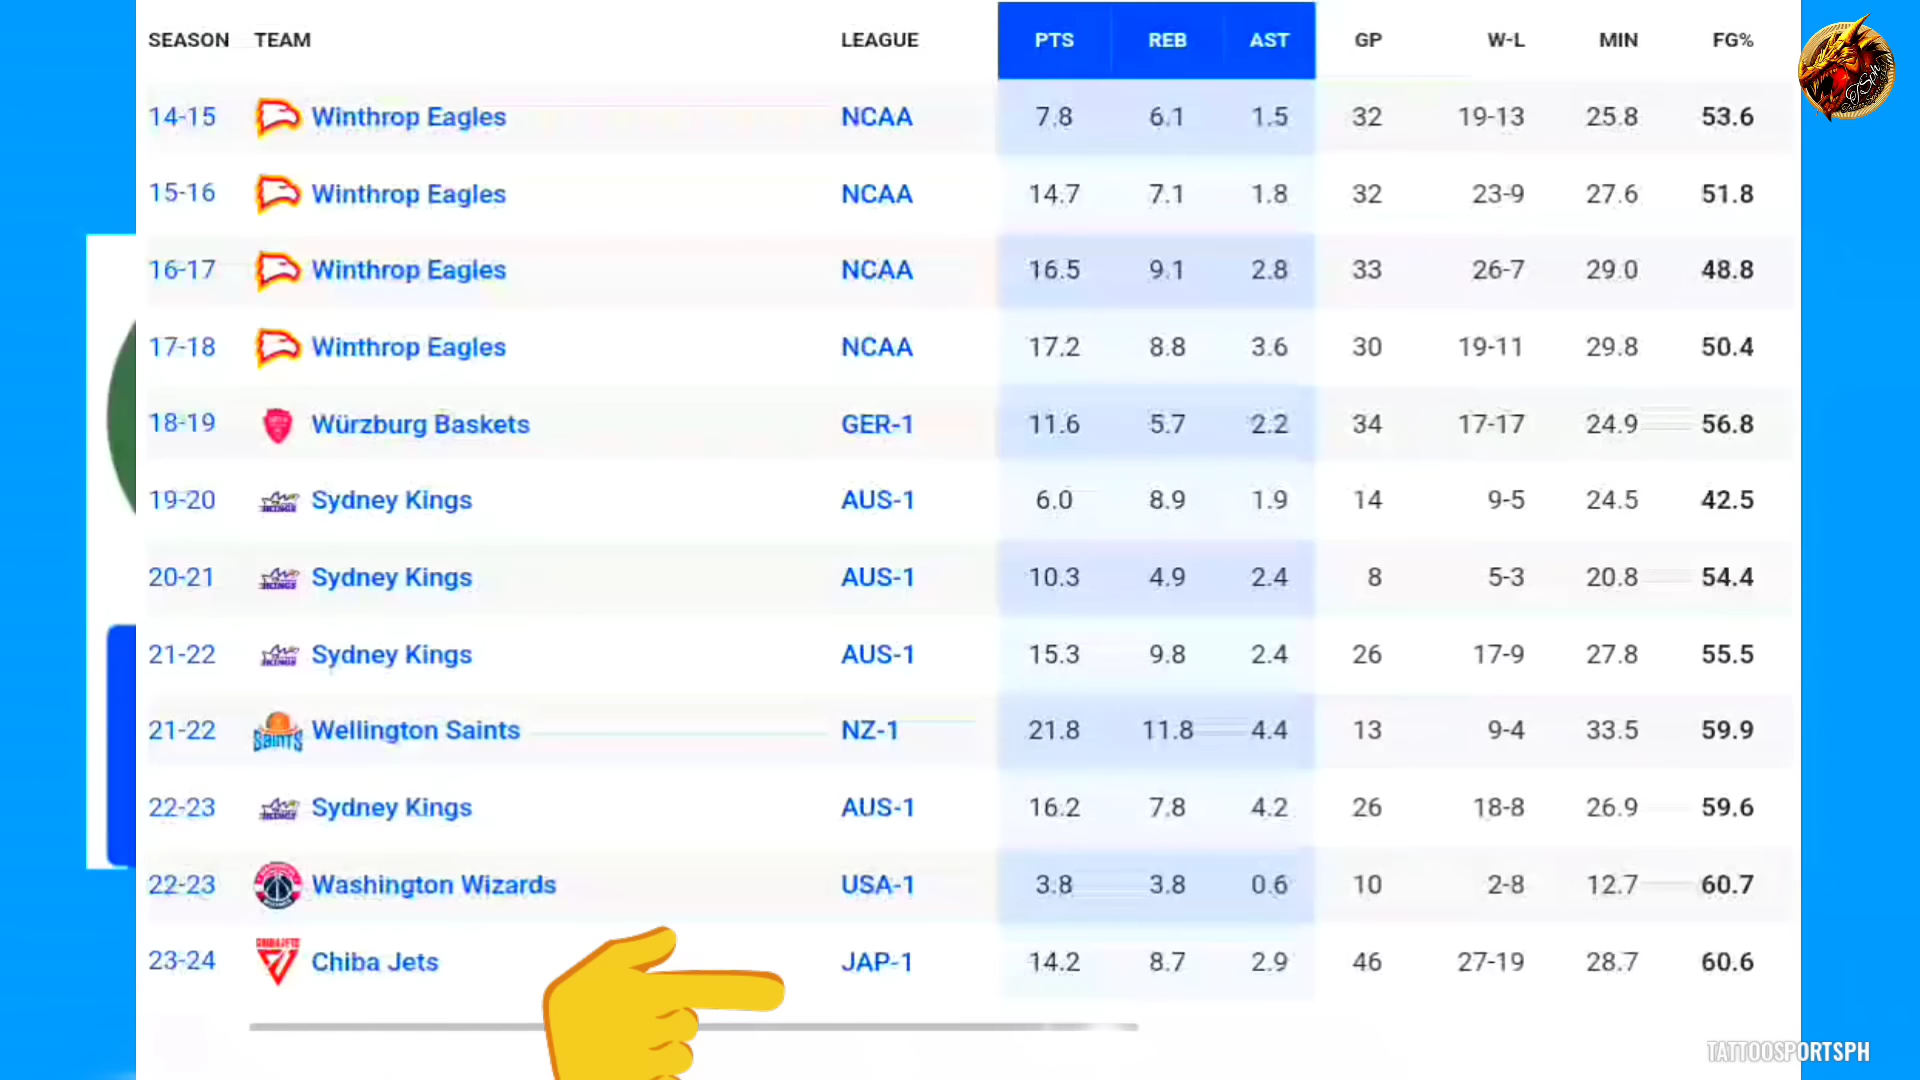 SEASON TEAM LEAGUE PTS REB AST GP W-L MIN FG%
14-15 Winthrop Eagles NCAA 7.8 6.1 1.5 32 19-13 25.8 53.6
15-16 Winthrop Eagles NCAA 14.7 7.1 1.8 32 23-9 27.6 51.8
16-17 Winthrop Eagles NCAA 16.5 9.1 2.8 33 26-7 29.0 48.8
17-18 Winthrop Eagles NCAA 17.2 8.8 3.6 30 19-11 29.8 50.4
18-19 Würzburg Baskets GER-1 11.6 5.7 2.2 34 17-17 24.9 56.8
19-20 Sydney Kings AUS-1 6.0 8.9 1.9 14 9-5 24.5 42.5
20-21 Sydney Kings AUS-1 10.3 4.9 2.4 8 5-3 20.8 54.4
21-22 Sydney Kings AUS-1 15.3 9.8 2.4 26 17-9 27.8 55.5
21-22 SAINTS Wellington Saints NZ-1 21.8 11.8 4.4 13 9-4 33.5 59.9
22-23 Sydney Kings AUS-1 16.2 7.8 4.2 26 18-8 26.9 59.6
22-23 Washington Wizards USA-1 3.8 3.8 0.6 10 2-8 12.7 60.7
23-24 Chiba Jets JAP-1 14.2 8.7 2.9 46 27-19 28.7 60.6
TATTOOSPORTSPH